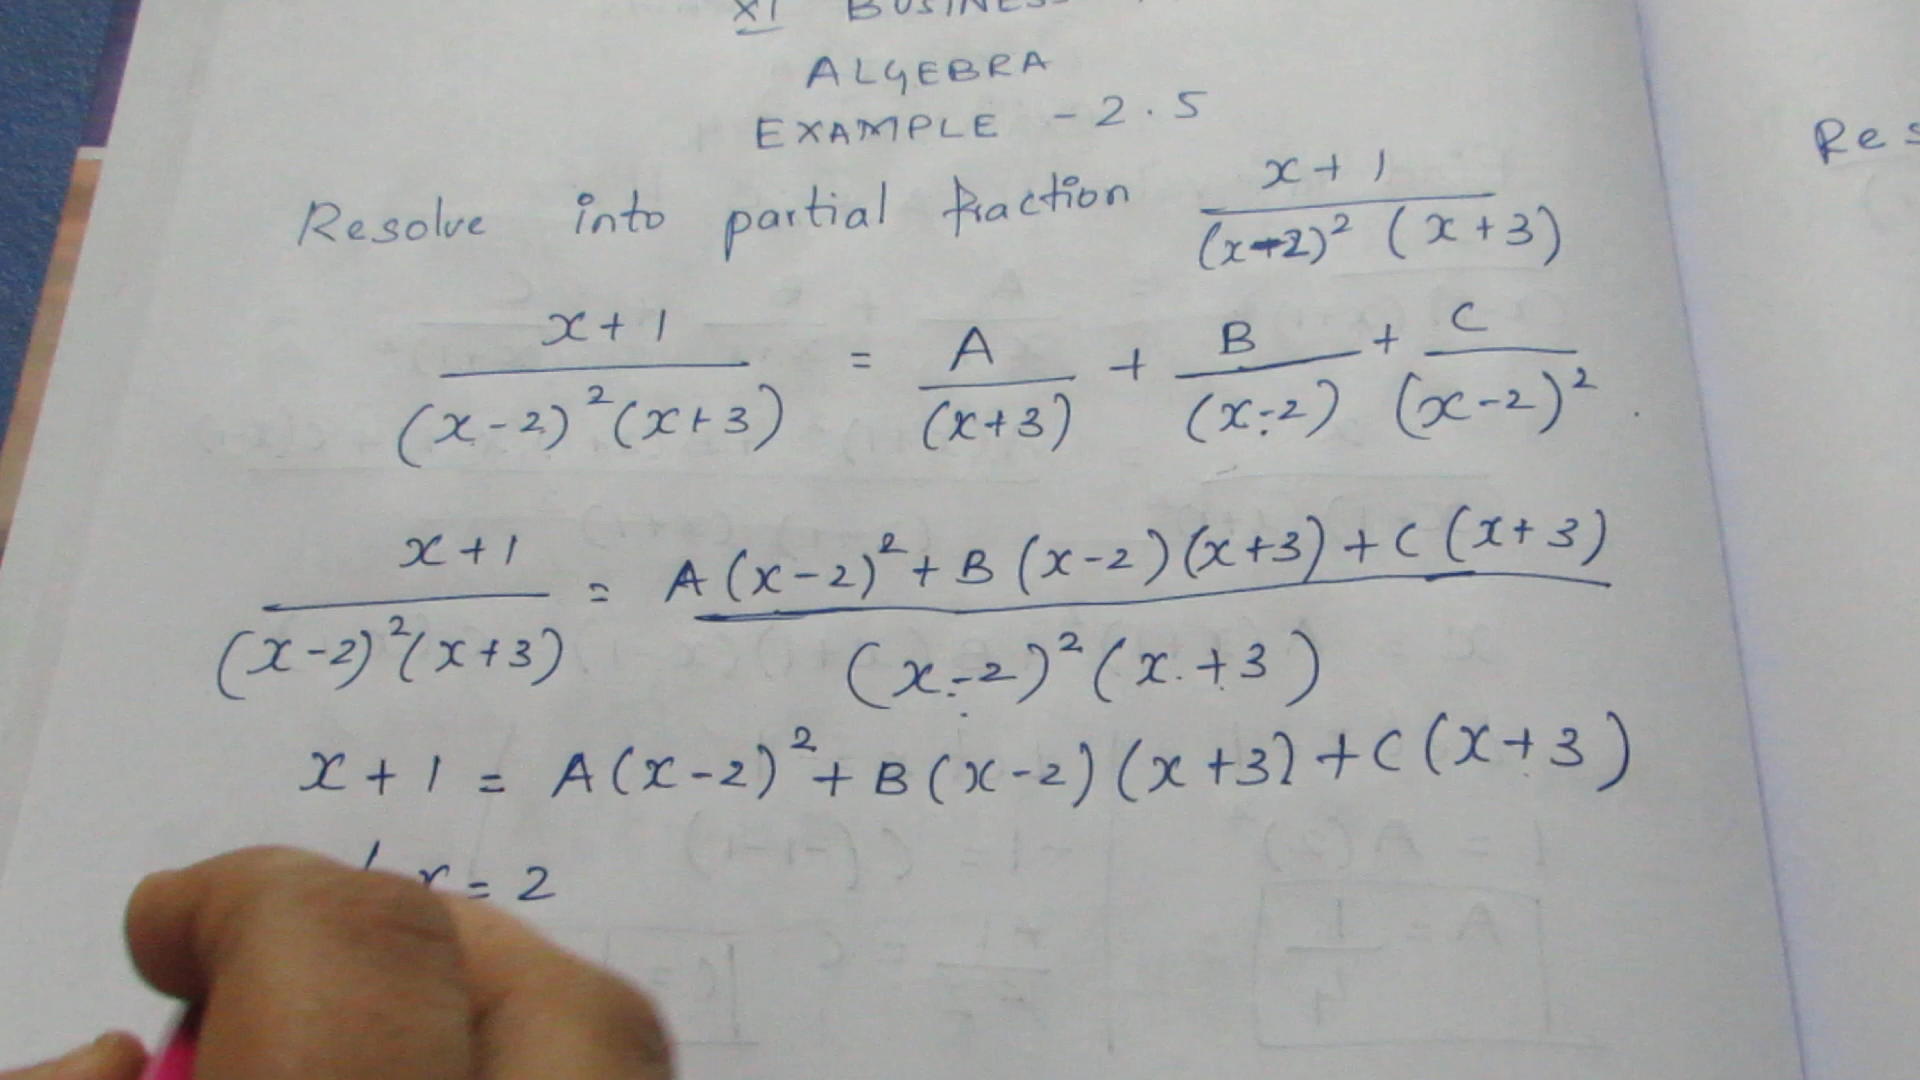 XI BUSINESS
ALGEBRA
EXAMPLE - 2.5
Resolve into partial fraction x+1 / (x-2)² (x+3)
x+1 / (x-2)²(x+3) = A / (x+3) + B / (x-2) + C / (x-2)²
x+1 / (x-2)²(x+3) = A(x-2)² + B(x-2)(x+3) + C(x+3) / (x-2)²(x+3)
x+1 = A(x-2)² + B(x-2)(x+3) + C(x+3)
x = 2